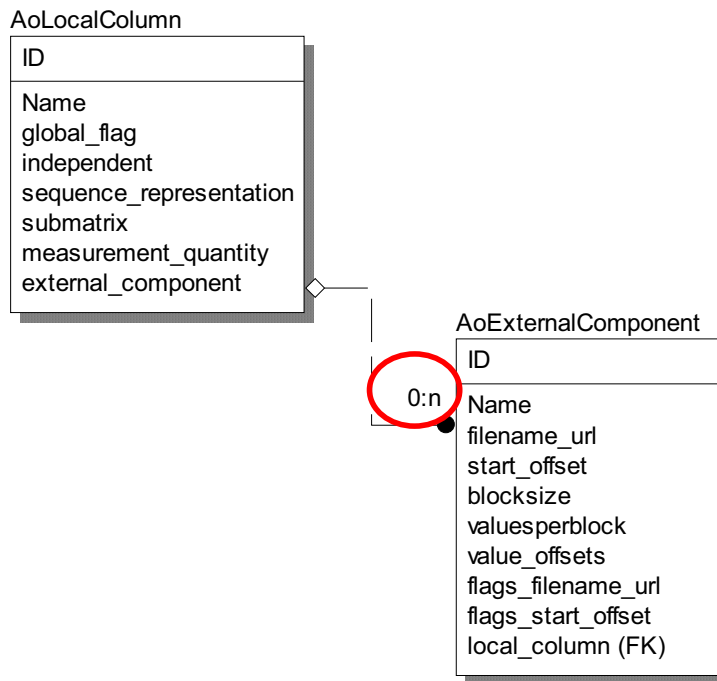 AoLocalColumn
ID
Name
global_flag
independent
sequence_representation
submatrix
measurement_quantity
external_component
0:n
AoExternalComponent
ID
Name
filename_url
start_offset
blocksize
valuesperblock
value_offsets
flags_filename_url
flags_start_offset
local_column (FK)